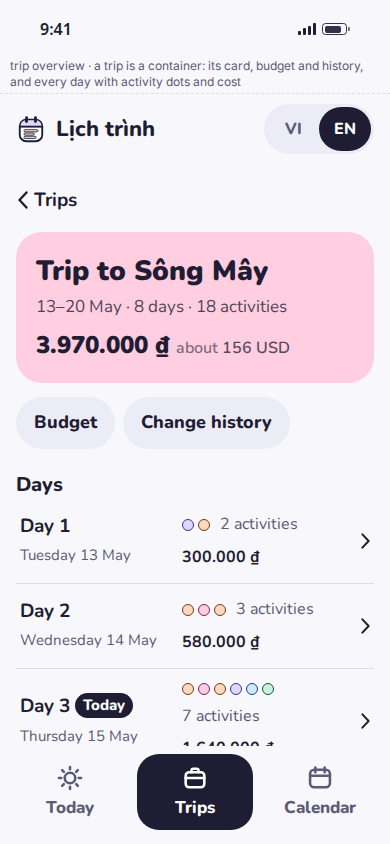 9:41
trip overview · a trip is a container: its card, budget and history,
and every day with activity dots and cost
Lịch trình
VI
EN
Trips
Trip to Sông Mây
13–20 May · 8 days · 18 activities
3.970.000 ₫ about 156 USD
Budget
Change history
Days
Day 1
2 activities
Tuesday 13 May
300.000 ₫
Day 2
3 activities
Wednesday 14 May
580.000 ₫
Day 3 Today
7 activities
Thursday 15 May
Today
Trips
Calendar